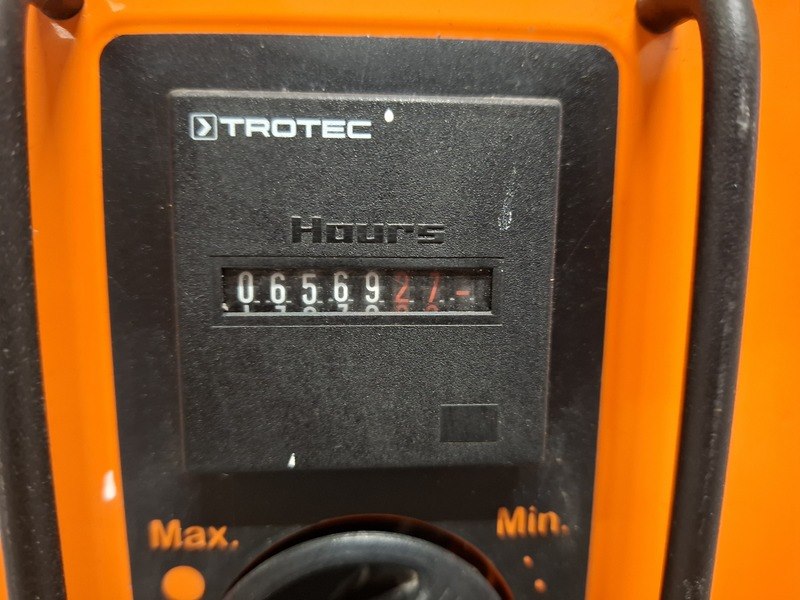 TROTEC
Hours
0656927
Max. Min.